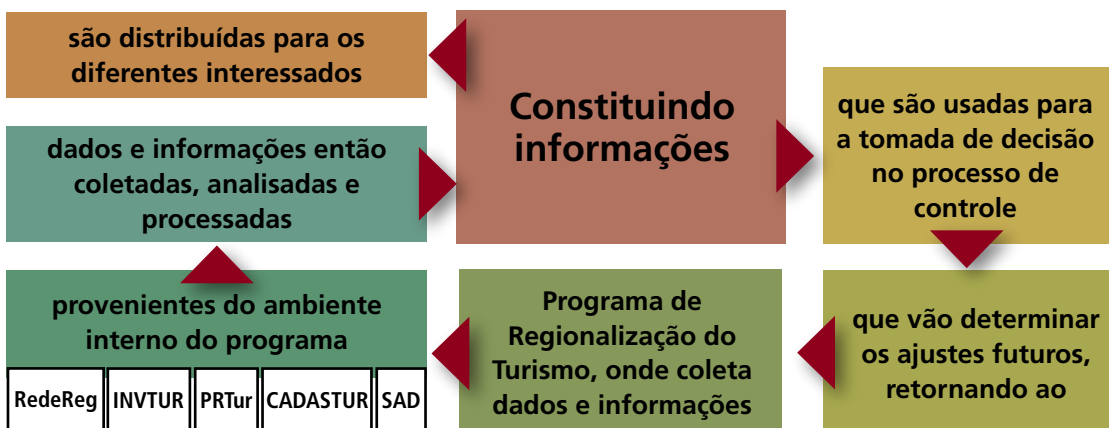 são distribuídas para os
diferentes interessados
dados e informações então
coletadas, analisadas e
processadas
Constituindo
informações
que são usadas para
a tomada de decisão
no processo de
controle
que vão determinar
os ajustes futuros,
retornando ao
Programa de
Regionalização do
Turismo, onde coleta
dados e informações
provenientes do ambiente
interno do programa
RedeReg INVTUR PRTur CADASTUR SAD